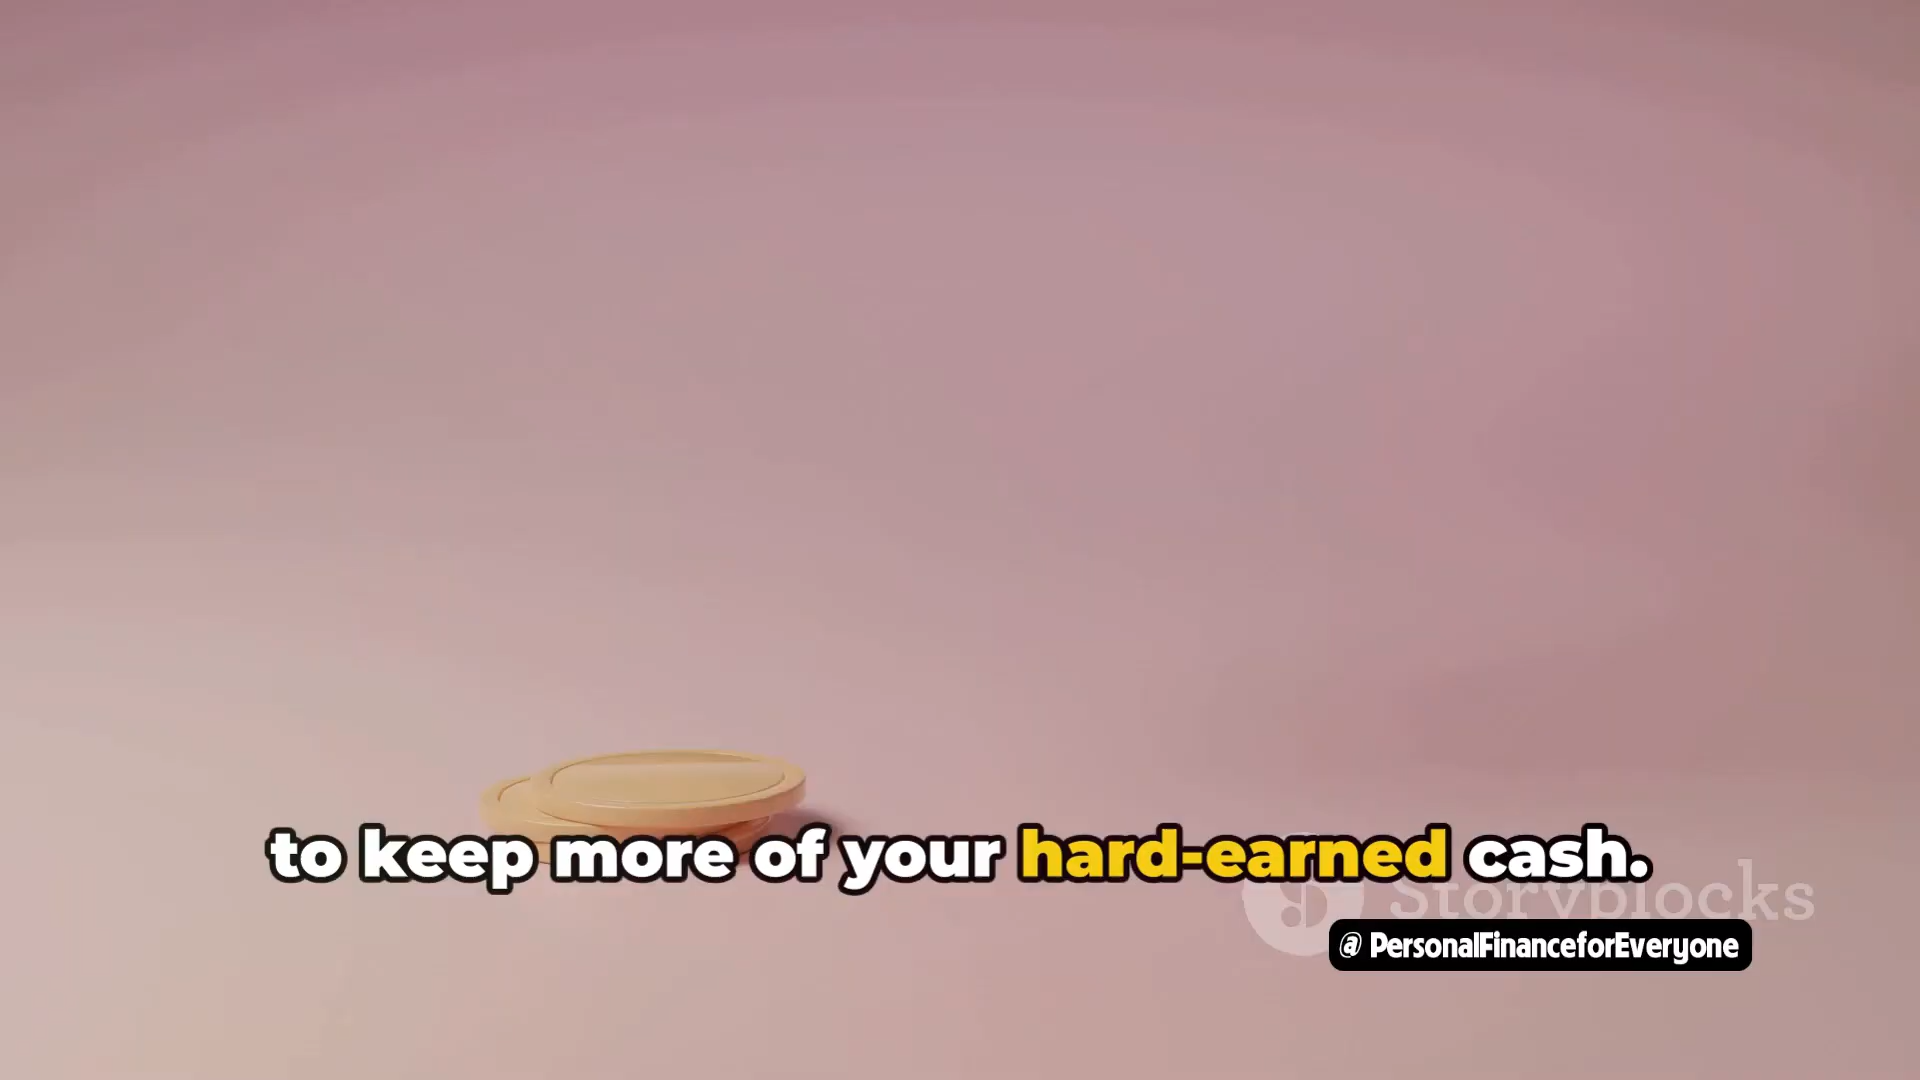 to keep more of your hard-earned cash.
Storyblocks
@ PersonalFinanceforEveryone